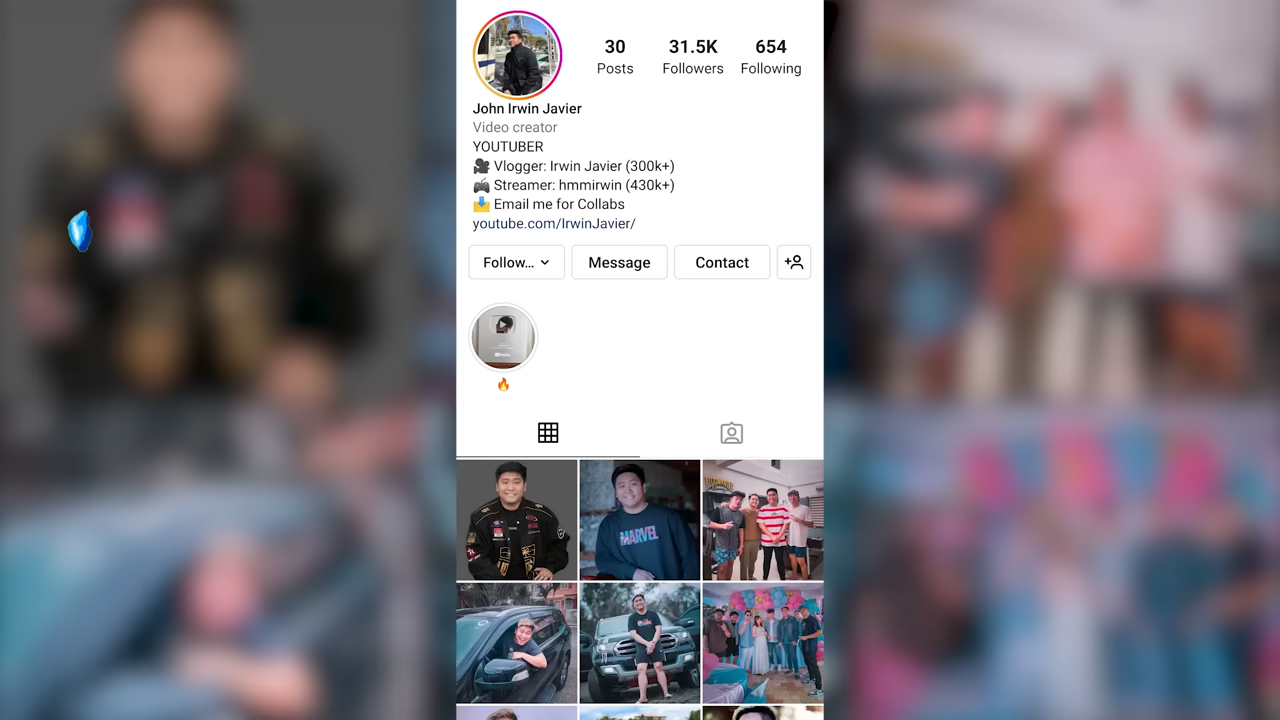 30
Posts
31.5K
Followers
654
Following
John Irwin Javier
Video creator
YOUTUBER
🎥 Vlogger: Irwin Javier (300k+)
🎮 Streamer: hmmirwin (430k+)
📩 Email me for Collabs
youtube.com/IrwinJavier/
Follow...
Message
Contact
YouTube
🔥
MARVEL